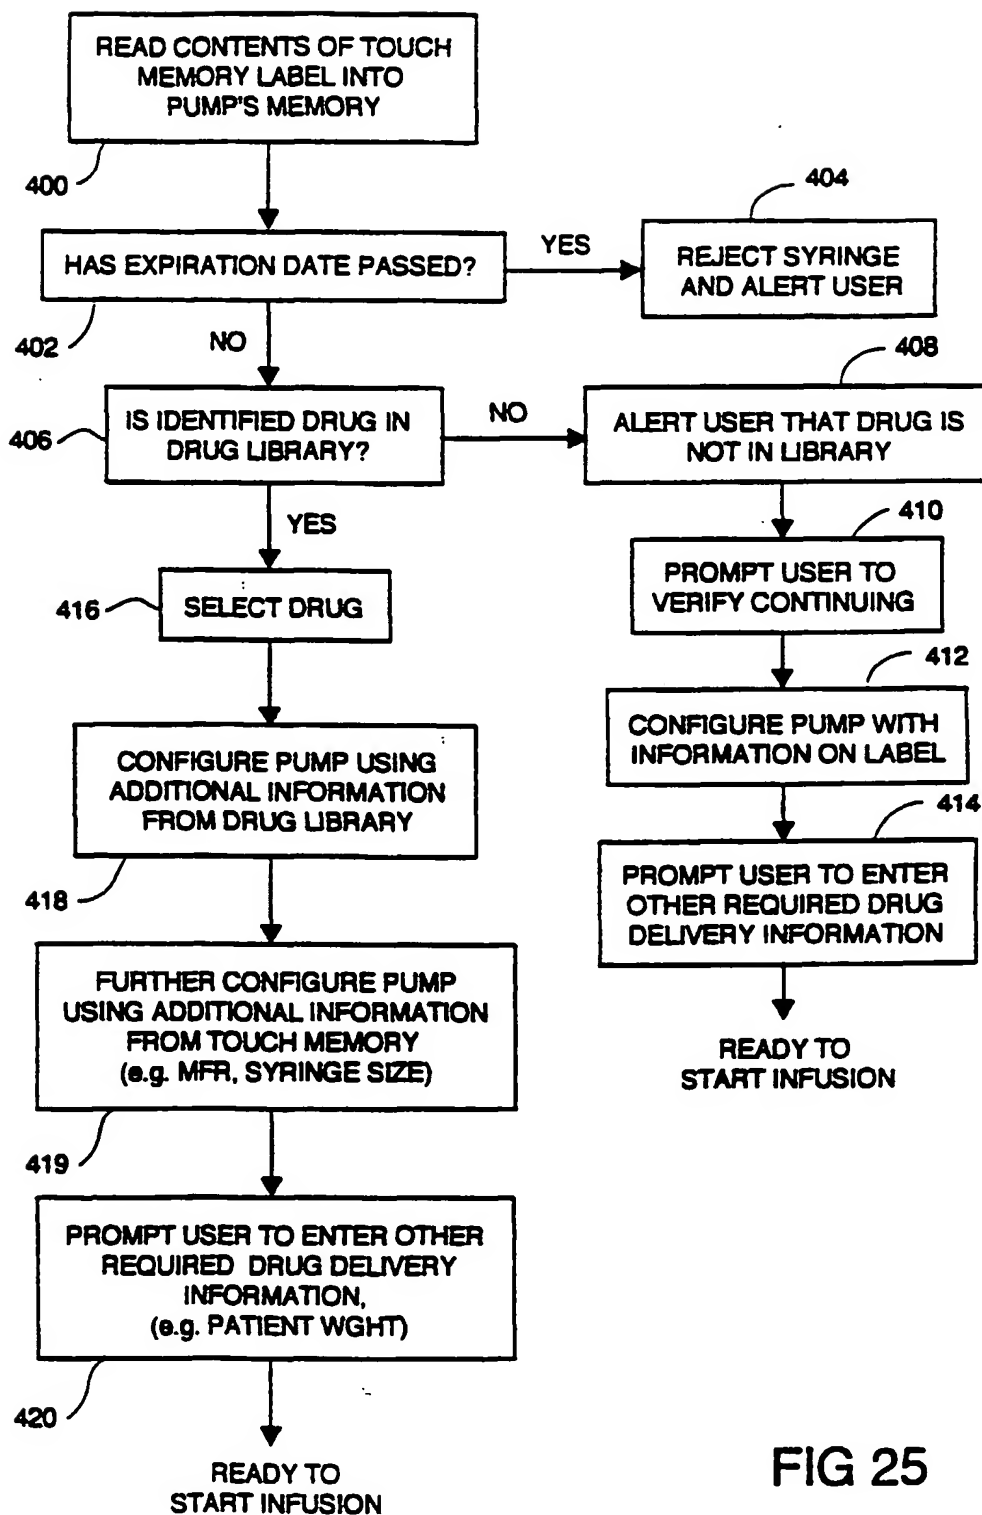 READ CONTENTS OF TOUCH
MEMORY LABEL INTO
PUMP'S MEMORY
400
HAS EXPIRATION DATE PASSED?
402
YES
404
REJECT SYRINGE
AND ALERT USER
NO
406
IS IDENTIFIED DRUG IN
DRUG LIBRARY?
NO
408
ALERT USER THAT DRUG IS
NOT IN LIBRARY
YES
410
PROMPT USER TO
VERIFY CONTINUING
416
SELECT DRUG
412
CONFIGURE PUMP WITH
INFORMATION ON LABEL
CONFIGURE PUMP USING
ADDITIONAL INFORMATION
FROM DRUG LIBRARY
418
414
PROMPT USER TO ENTER
OTHER REQUIRED DRUG
DELIVERY INFORMATION
READY TO
START INFUSION
FURTHER CONFIGURE PUMP
USING ADDITIONAL INFORMATION
FROM TOUCH MEMORY
(e.g. MFR, SYRINGE SIZE)
419
PROMPT USER TO ENTER OTHER
REQUIRED DRUG DELIVERY
INFORMATION,
(e.g. PATIENT WGHT)
420
READY TO
START INFUSION
FIG 25